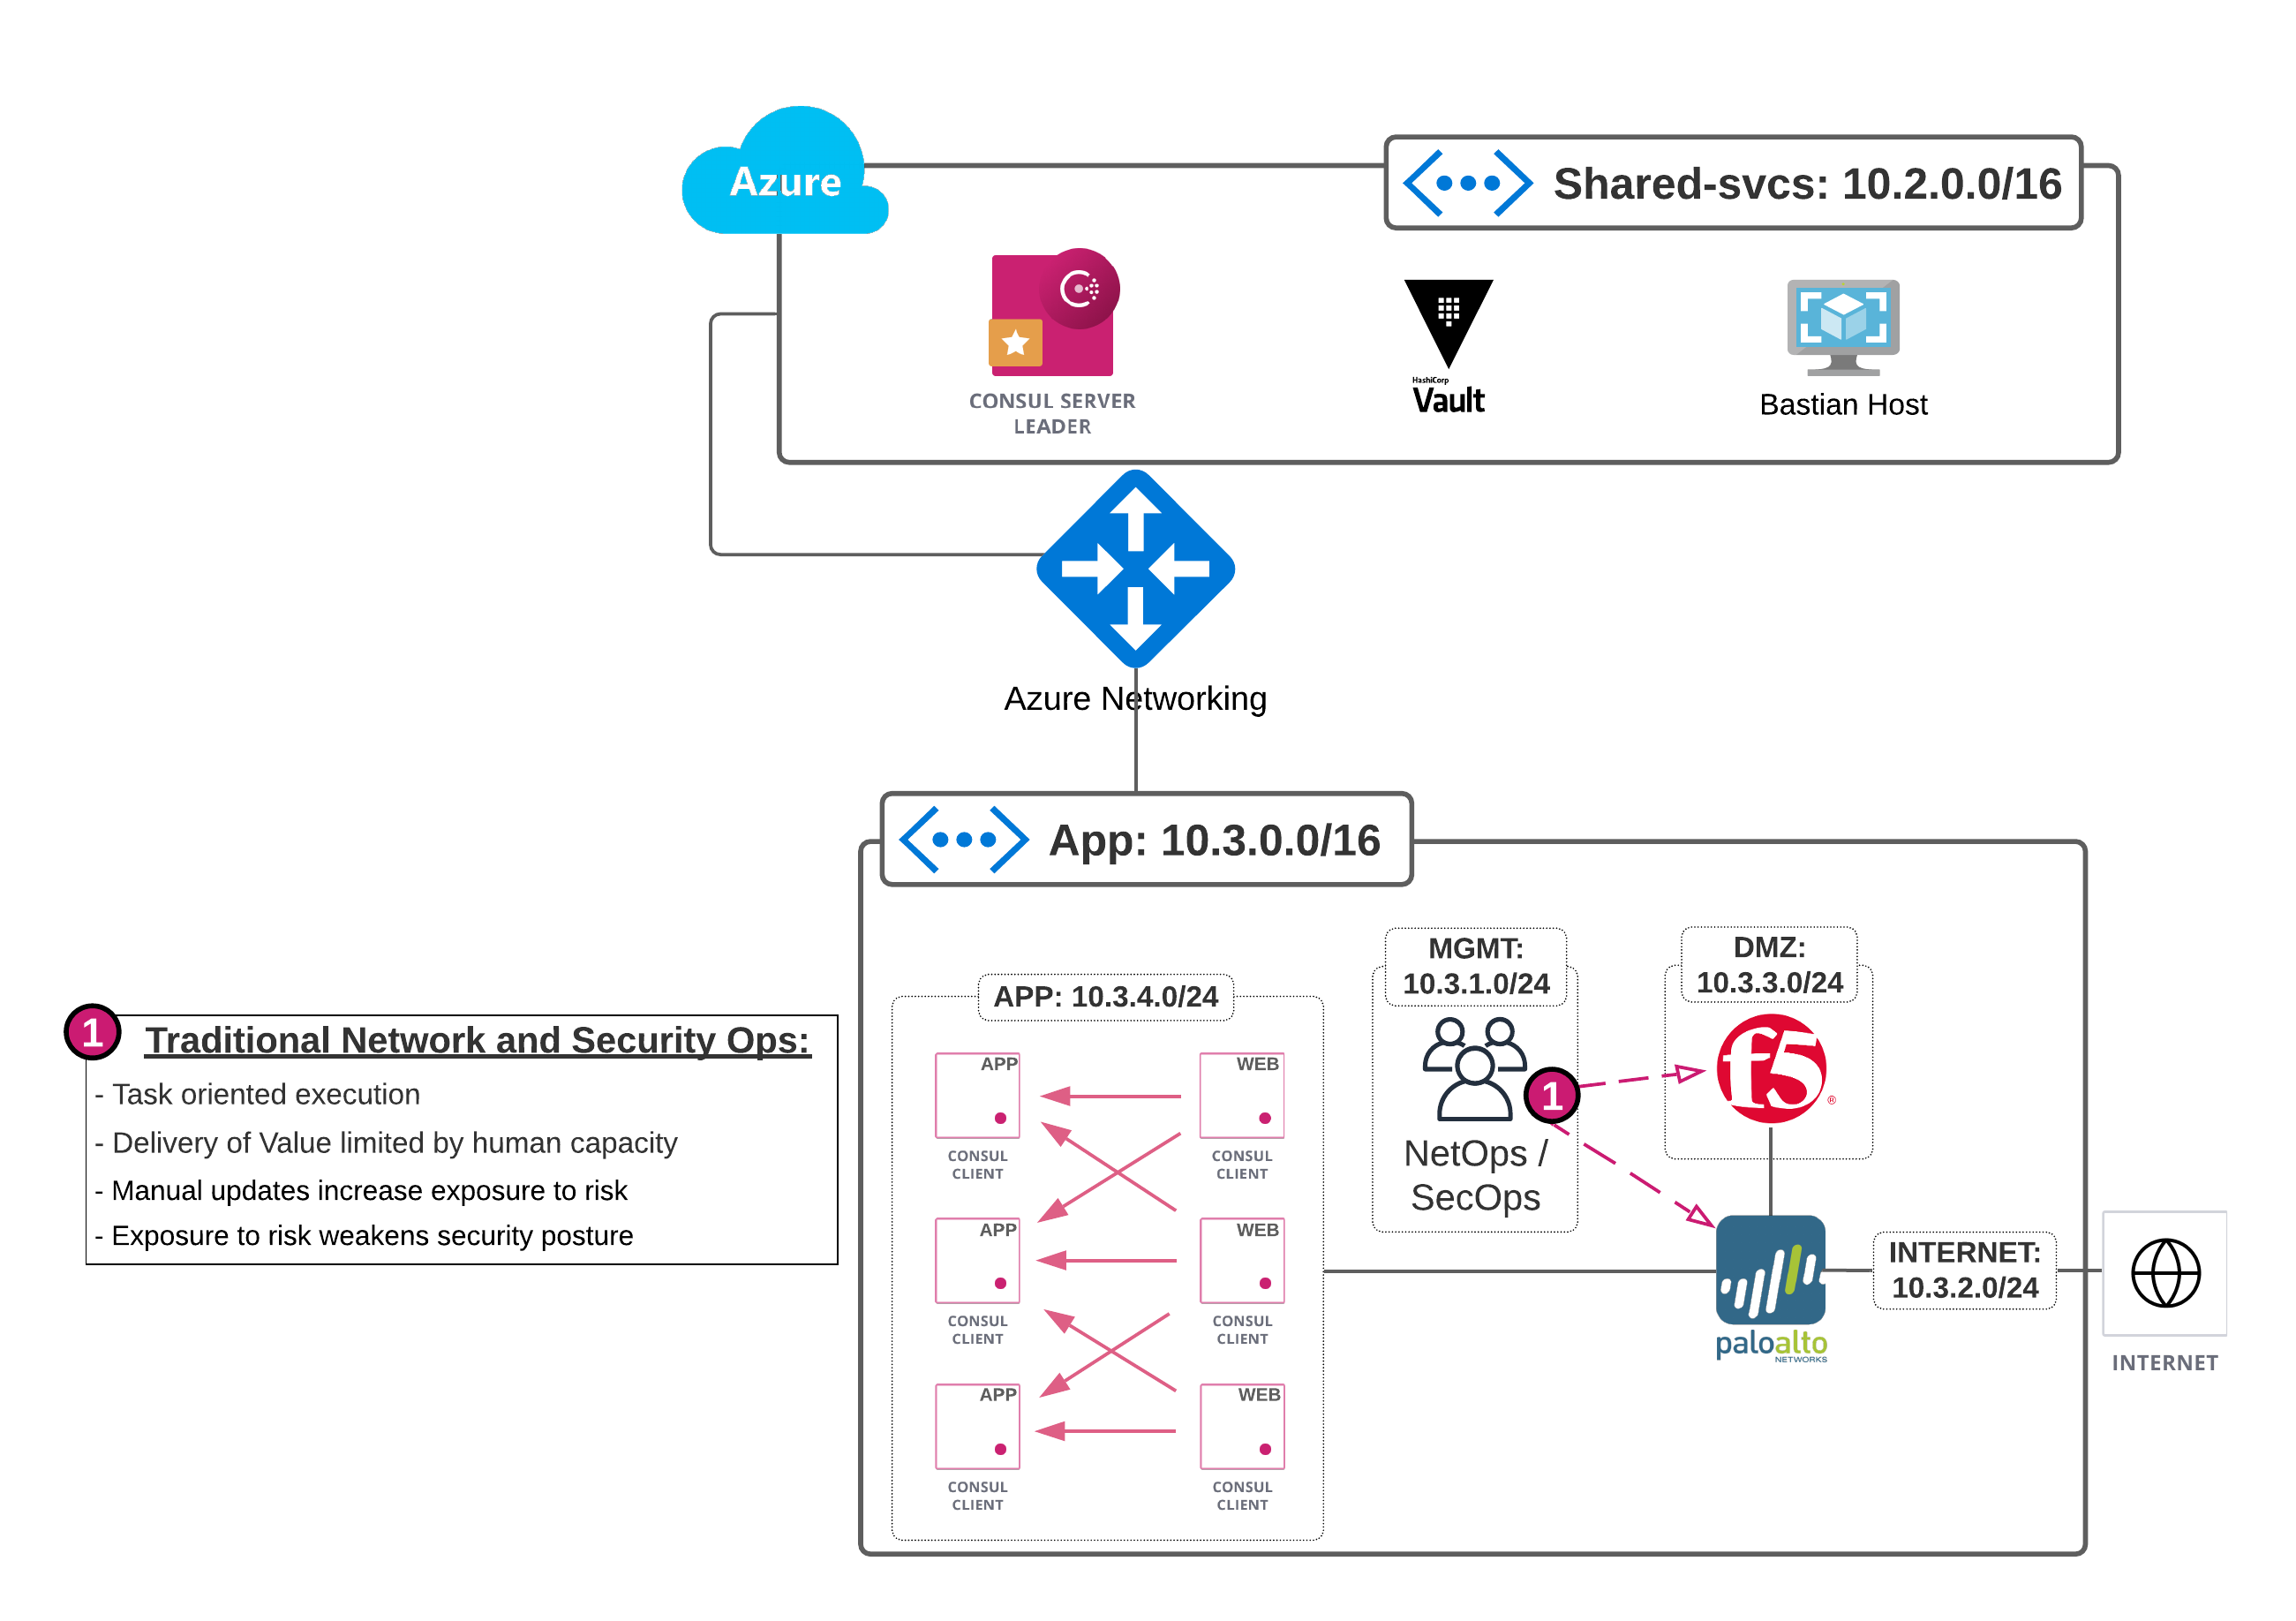 Azure
Shared-svcs: 10.2.0.0/16
CONSUL SERVER
LEADER
HashiCorp
Vault
Bastian Host
Azure Networking
App: 10.3.0.0/16
1
Traditional Network and Security Ops:
- Task oriented execution
- Delivery of Value limited by human capacity
- Manual updates increase exposure to risk
- Exposure to risk weakens security posture
APP: 10.3.4.0/24
APP
CONSUL
CLIENT
WEB
CONSUL
CLIENT
APP
CONSUL
CLIENT
WEB
CONSUL
CLIENT
APP
CONSUL
CLIENT
WEB
CONSUL
CLIENT
MGMT:
10.3.1.0/24
1
NetOps /
SecOps
DMZ:
10.3.3.0/24
f5
®
paloalto
NETWORKS
INTERNET:
10.3.2.0/24
INTERNET